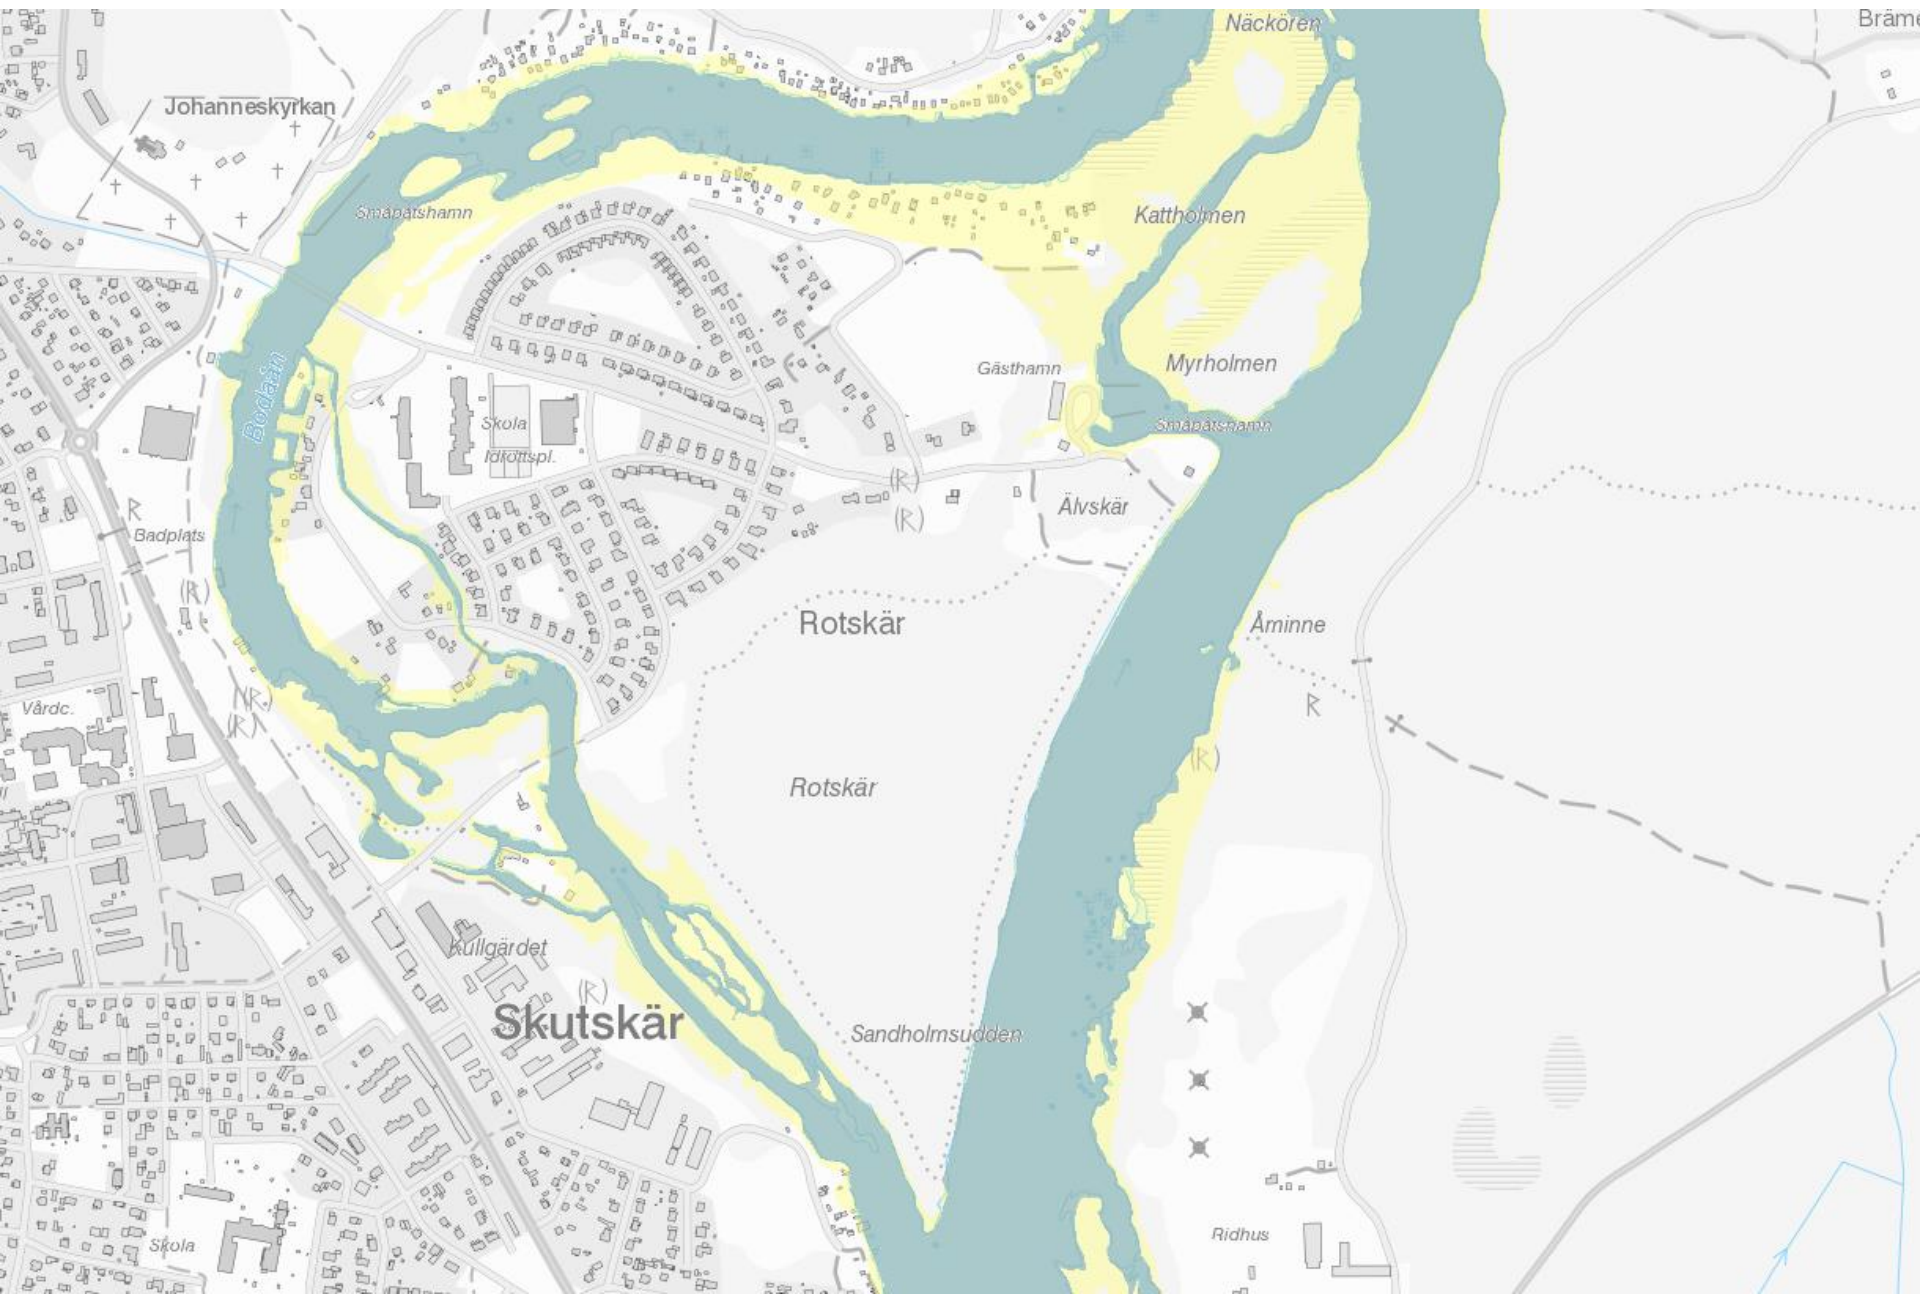 Näckören
Bräme
Johanneskyrkan
Småbåtshamn
Kattholmen
Bodaån
Gästhamn
Myrholmen
Skola
Småbåtshamn
Idrottspl.
(R)
R
(R)
Älvskär
Badplats
(R)
Rotskär
Åminne
(R)
R
Vårdc.
(R)
(R)
Rotskär
Kullgärdet
(R)
Skutskär
Sandholmsudden
Skola
Ridhus